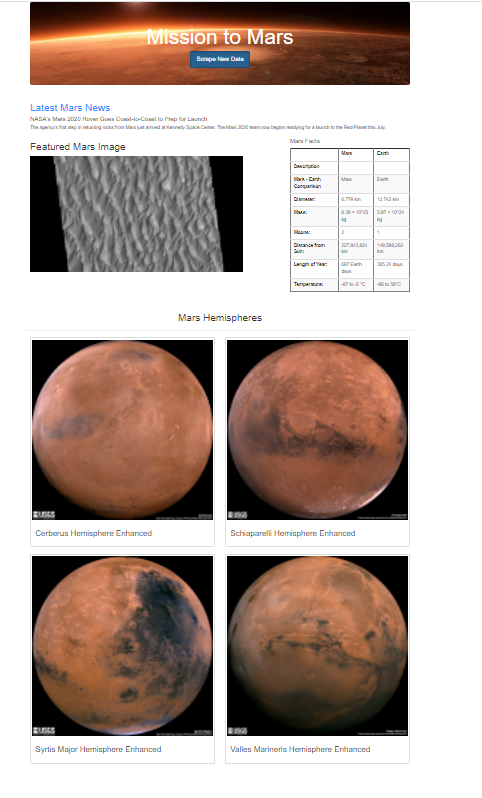 Mission to Mars
Scrape New Data
Latest Mars News
NASA's Mars 2020 Rover Goes Coast-to-Coast to Prep for Launch
The agency's first step in returning rocks from Mars just arrived at Kennedy Space Center. The Mars 2020 team now begins readying for a launch to the Red Planet this July.
Featured Mars Image
Mars Facts
Mars Earth
Description
Mars - Earth Comparison Mars Earth
Diameter: 6,779 km 12,742 km
Mass: 6.39 × 10^23 kg 5.97 × 10^24 kg
Moons: 2 1
Distance from Sun: 227,943,824 km 149,598,262 km
Length of Year: 687 Earth days 365.24 days
Temperature: -87 to -5 °C -88 to 58°C
Mars Hemispheres
USGS
USGS
Cerberus Hemisphere Enhanced
Schiaparelli Hemisphere Enhanced
USGS
USGS
Syrtis Major Hemisphere Enhanced
Valles Marineris Hemisphere Enhanced